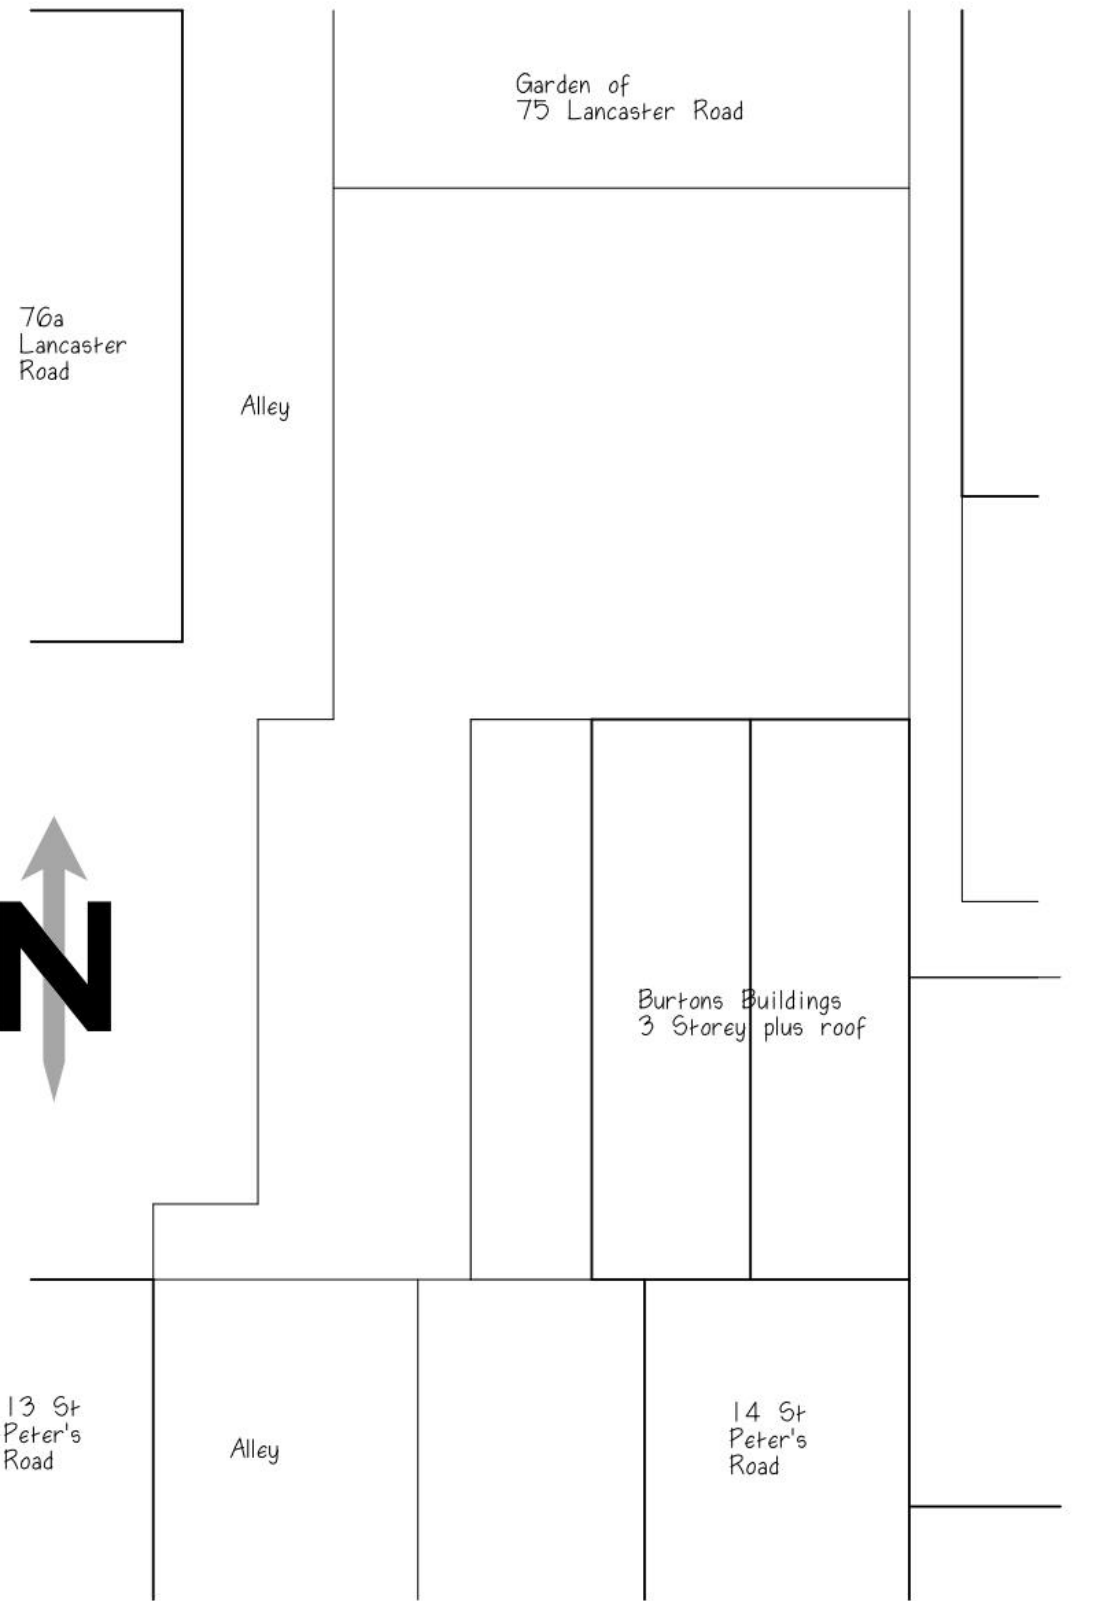 Garden of
75 Lancaster Road
76a
Lancaster
Road
Alley
N
Burtons Buildings
3 Storey plus roof
13 St
Peter's
Road
Alley
14 St
Peter's
Road